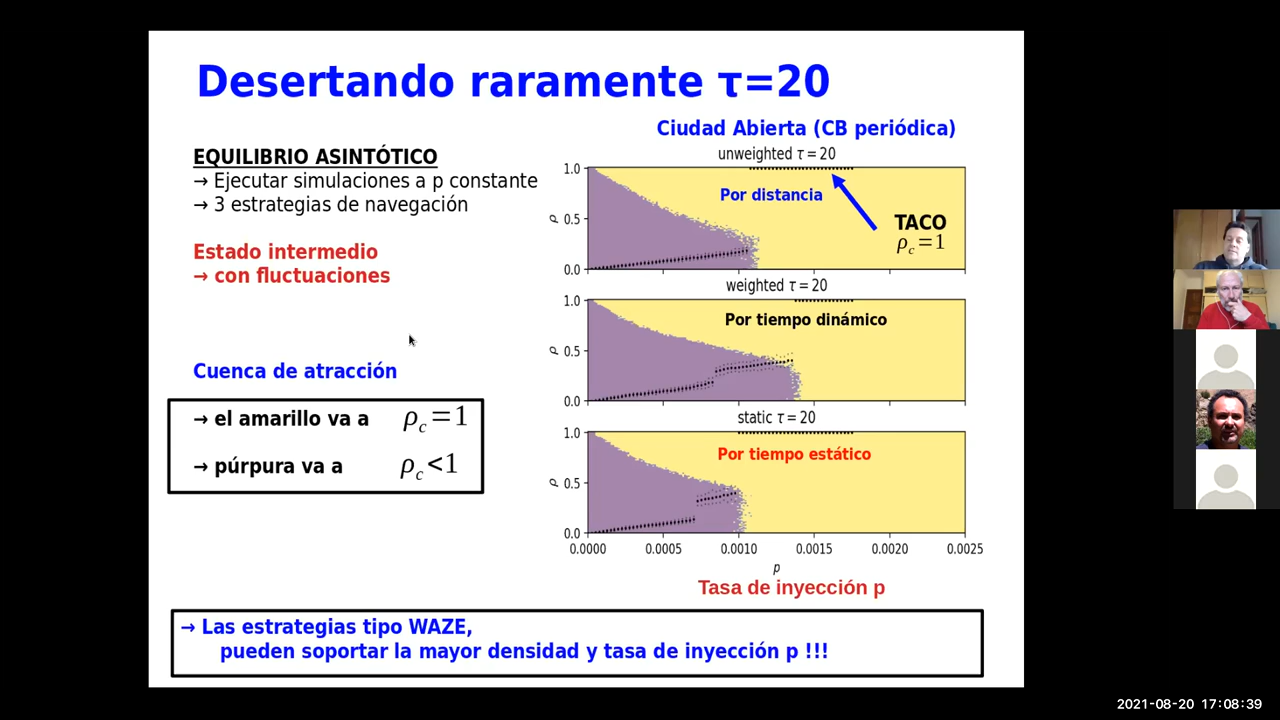 Desertando raramente τ=20
EQUILIBRIO ASINTÓTICO
→ Ejecutar simulaciones a p constante
→ 3 estrategias de navegación
Estado intermedio
→ con fluctuaciones
Cuenca de atracción
→ el amarillo va a ρc=1
→ púrpura va a ρc<1
Ciudad Abierta (CB periódica)
unweighted τ = 20
1.0
Por distancia
ρ 0.5
TACO
ρc=1
0.0
weighted τ = 20
1.0
Por tiempo dinámico
ρ 0.5
0.0
static τ = 20
1.0
Por tiempo estático
ρ 0.5
0.0
0.0000 0.0005 0.0010 0.0015 0.0020 0.0025
p
Tasa de inyección p
→ Las estrategias tipo WAZE,
pueden soportar la mayor densidad y tasa de inyección p !!!
2021-08-20 17:08:39